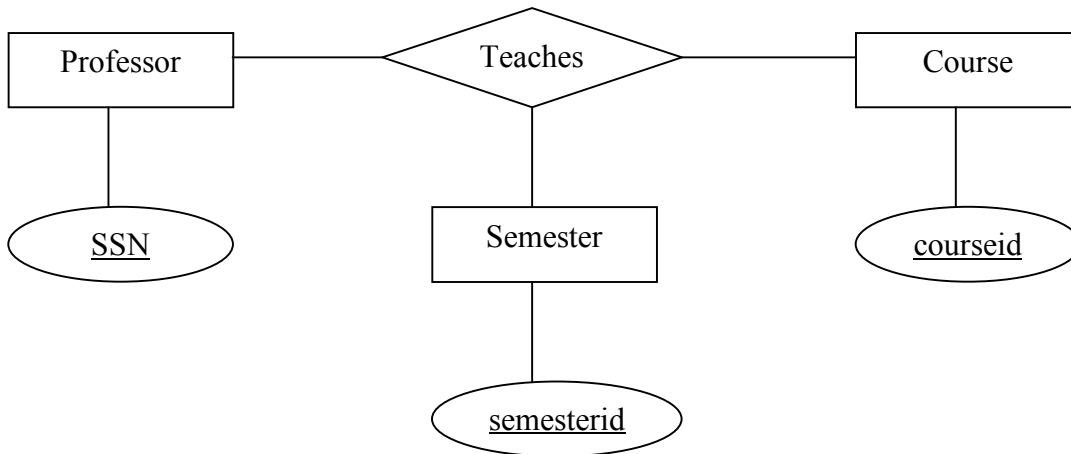 Professor
Teaches
Course
SSN
Semester
courseid
semesterid